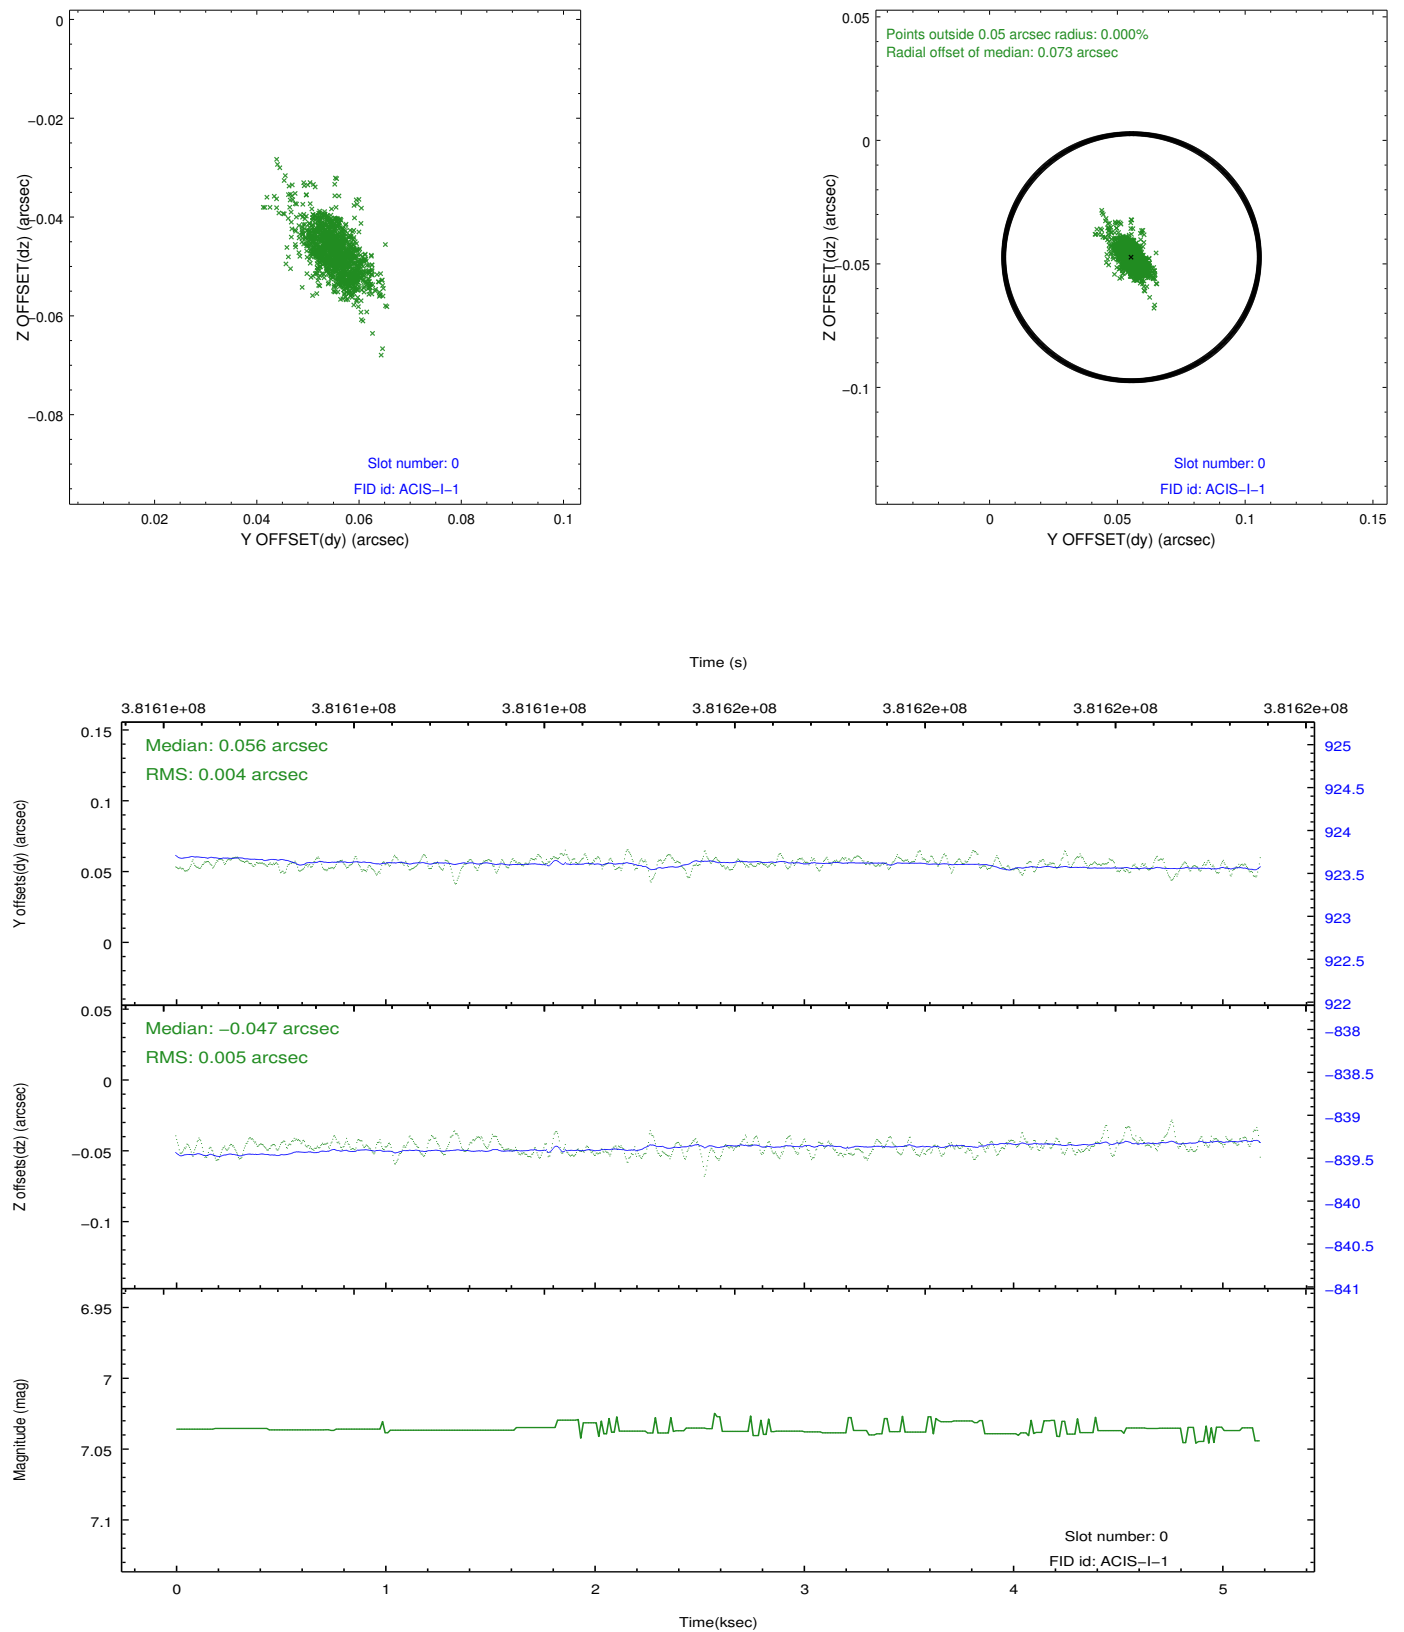 0
−0.02
−0.04
−0.06
−0.08
Z OFFSET(dz) (arcsec)
Slot number: 0
FID id: ACIS−I−1
0.02
0.04
0.06
0.08
0.1
Y OFFSET(dy) (arcsec)
Points outside 0.05 arcsec radius: 0.000%
Radial offset of median: 0.073 arcsec
0.05
0
−0.05
−0.1
Z OFFSET(dz) (arcsec)
Slot number: 0
FID id: ACIS−I−1
0
0.05
0.1
0.15
Y OFFSET(dy) (arcsec)
Time (s)
3.8161e+08
3.8161e+08
3.8161e+08
3.8162e+08
3.8162e+08
3.8162e+08
3.8162e+08
Median: 0.056 arcsec
RMS: 0.004 arcsec
0.15
0.1
0.05
0
Y offsets(dy) (arcsec)
925
924.5
924
923.5
923
922.5
922
Median: −0.047 arcsec
RMS: 0.005 arcsec
0.05
0
−0.05
−0.1
Z offsets(dz) (arcsec)
−838
−838.5
−839
−839.5
−840
−840.5
−841
6.95
7
7.05
7.1
Magnitude (mag)
Slot number: 0
FID id: ACIS−I−1
0
1
2
3
4
5
Time(ksec)